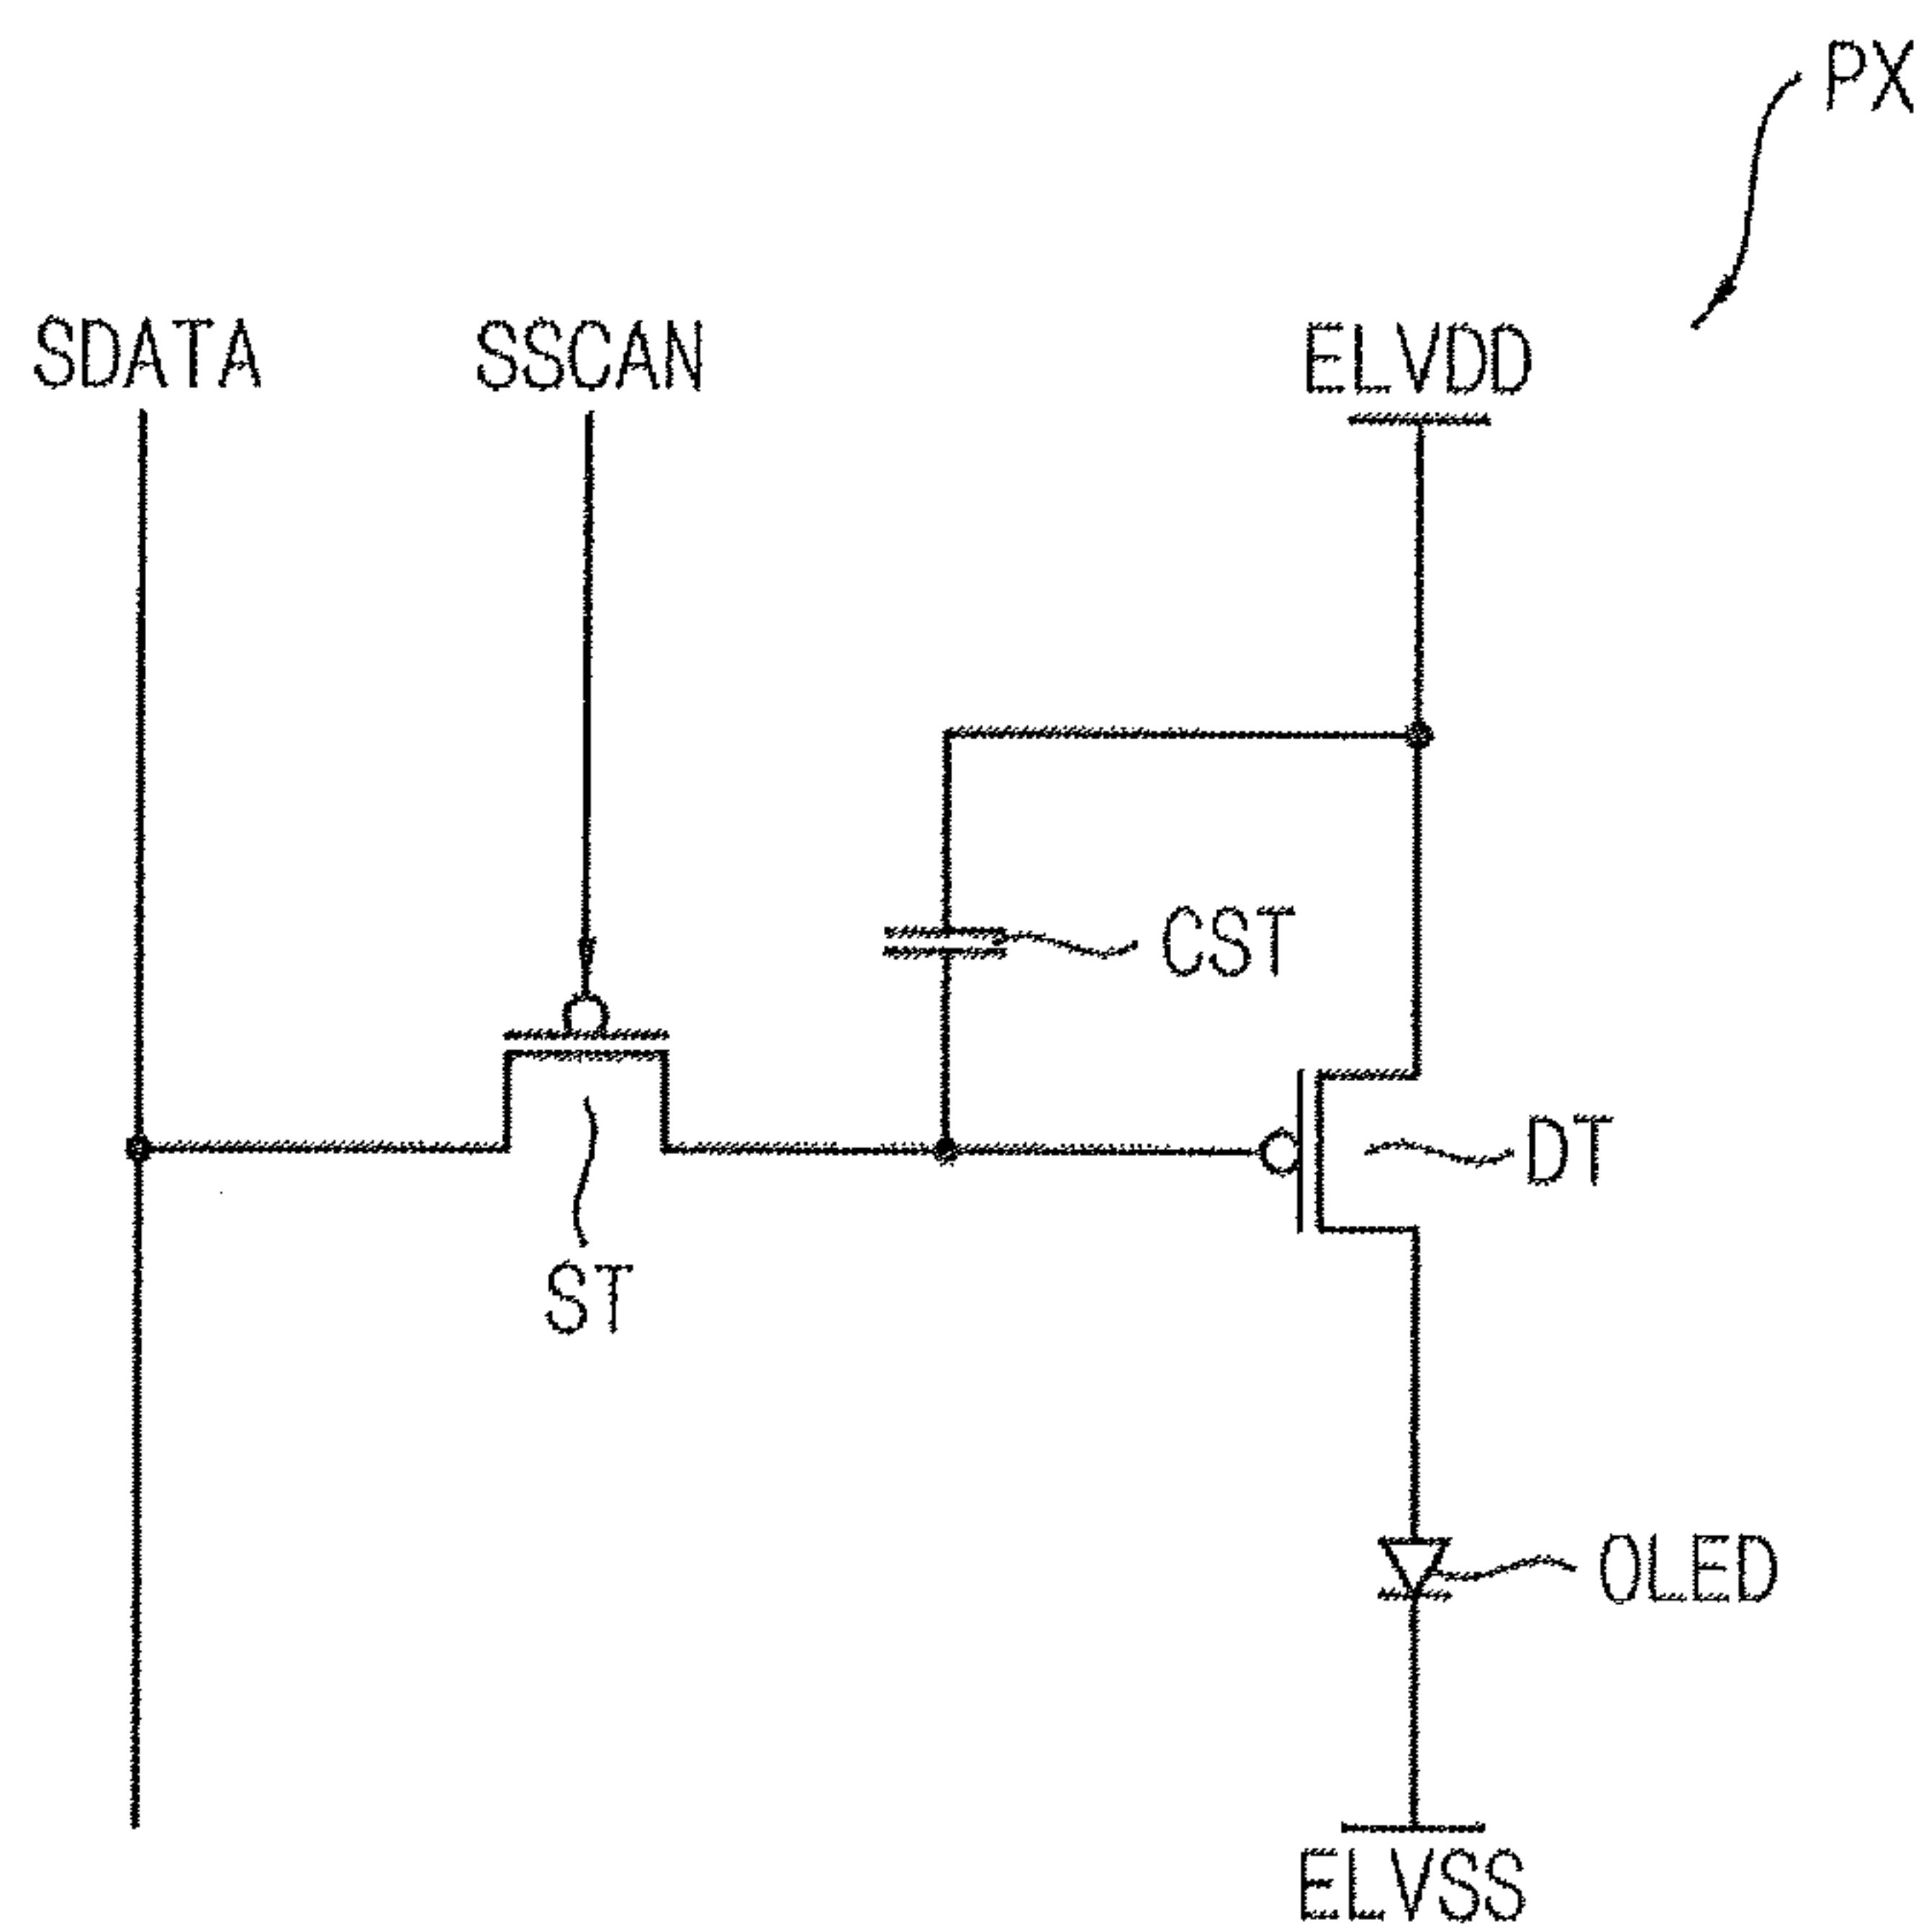 PX
SDATA
SSCAN
ELVDD
CST
DT
ST
OLED
ELVSS